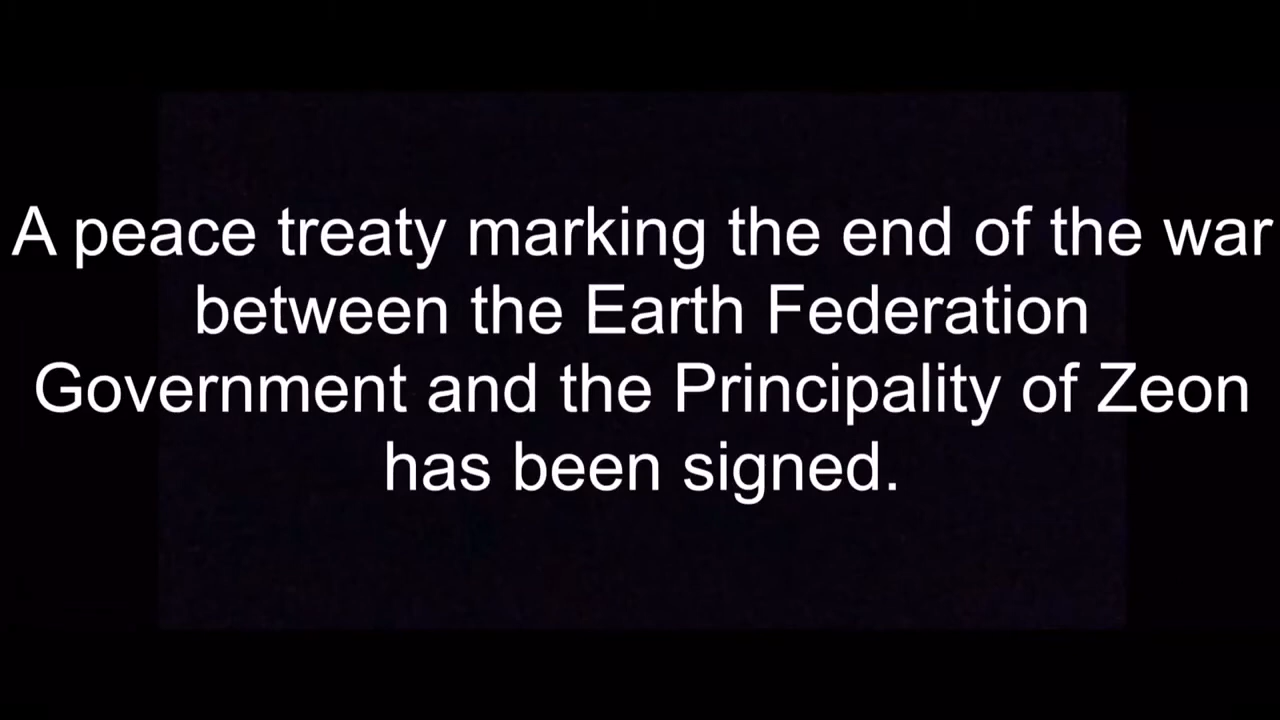 A peace treaty marking the end of the war
between the Earth Federation
Government and the Principality of Zeon
has been signed.